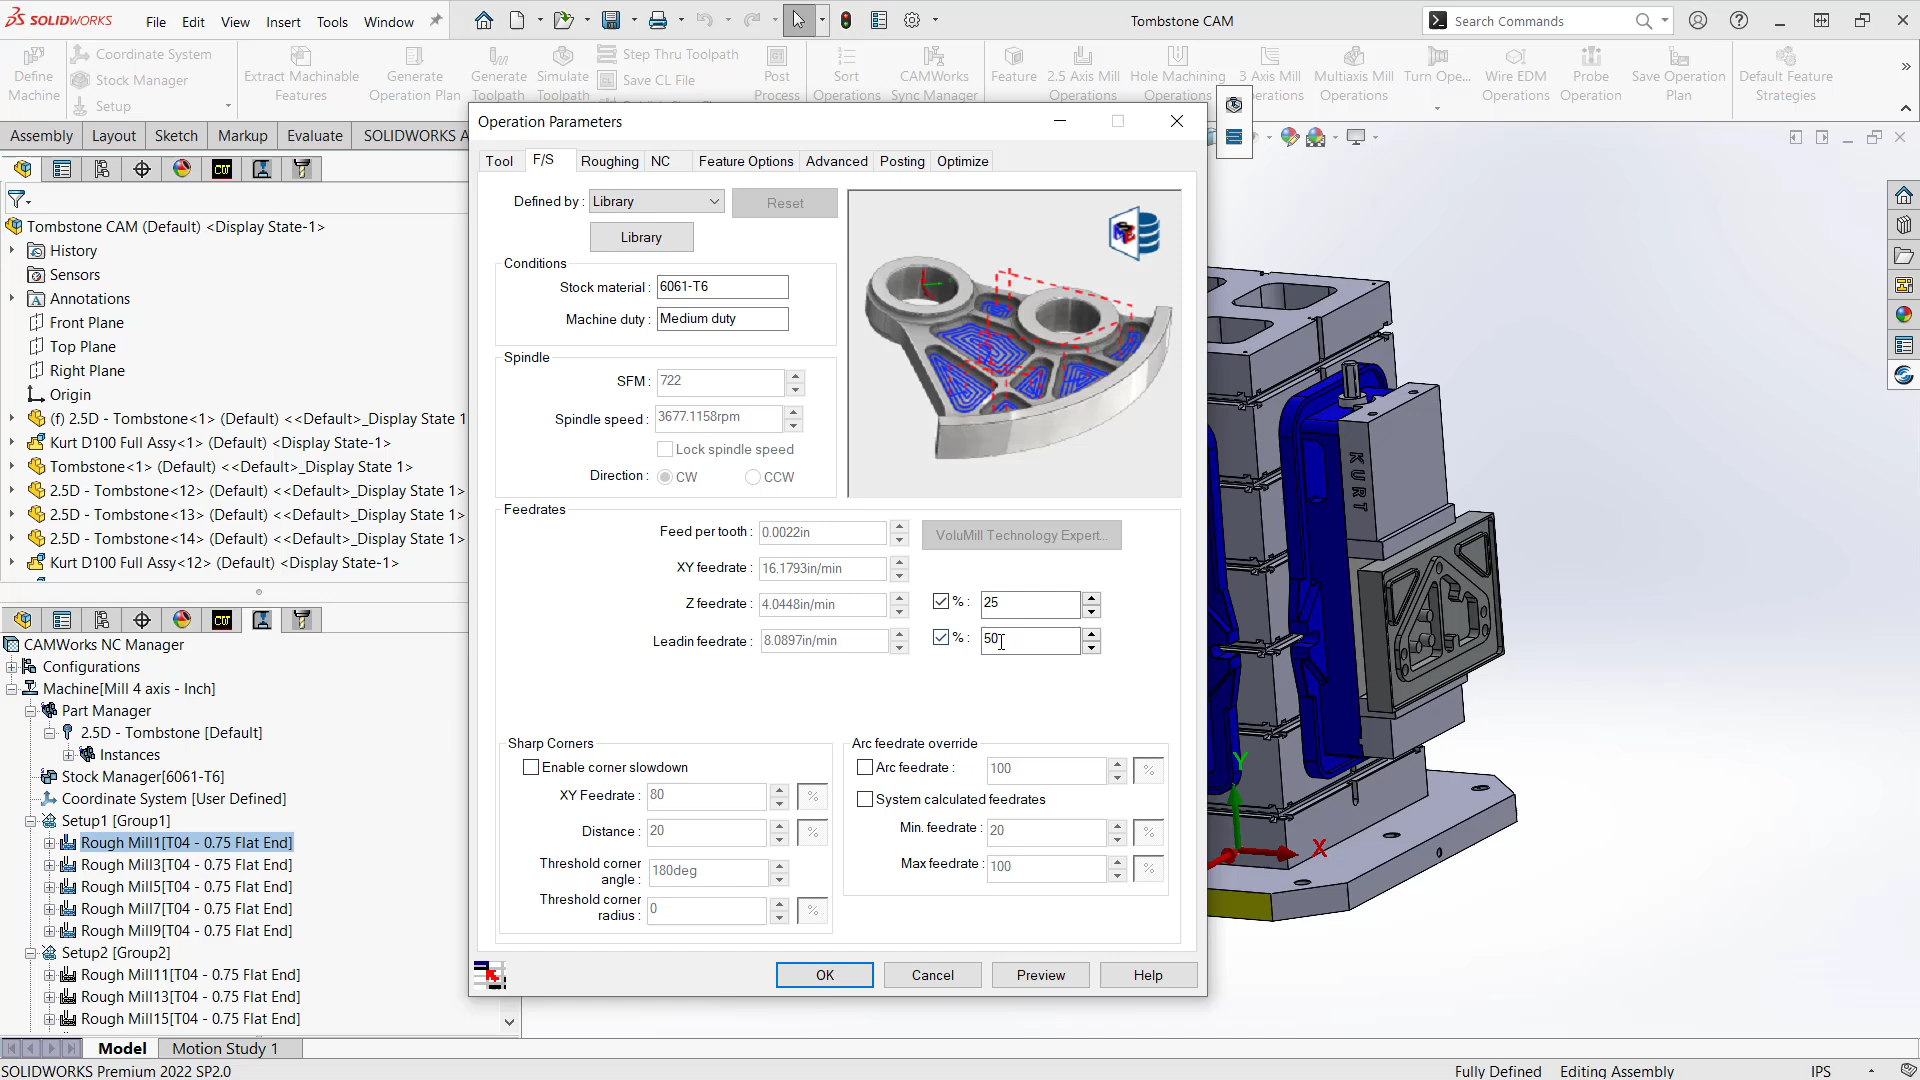 SOLIDWORKS File Edit View Insert Tools Window Tombstone CAM Search Commands
Define Machine
Coordinate System
Stock Manager
Setup
Extract Machinable Features
Generate Operation Plan
Generate Toolpath
Simulate Toolpath
Step Thru Toolpath
Save CL File
Post Process
Sort Operations
CAMWorks Sync Manager
Feature
2.5 Axis Mill Operations
Hole Machining Operations
3 Axis Mill Operations
Multiaxis Mill Operations
Turn Ope...
Wire EDM Operations
Probe Operation
Save Operation Plan
Default Feature Strategies
Assembly Layout Sketch Markup Evaluate SOLIDWORKS A
Tombstone CAM (Default) <Display State-1>
History
Sensors
Annotations
Front Plane
Top Plane
Right Plane
Origin
(f) 2.5D - Tombstone<1> (Default) <<Default>_Display State 1
Kurt D100 Full Assy<1> (Default) <Display State-1>
Tombstone<1> (Default) <<Default>_Display State 1>
2.5D - Tombstone<12> (Default) <<Default>_Display State 1>
2.5D - Tombstone<13> (Default) <<Default>_Display State 1>
2.5D - Tombstone<14> (Default) <<Default>_Display State 1>
Kurt D100 Full Assy<12> (Default) <Display State-1>
CAMWorks NC Manager
Configurations
Machine[Mill 4 axis - Inch]
Part Manager
2.5D - Tombstone [Default]
Instances
Stock Manager[6061-T6]
Coordinate System [User Defined]
Setup1 [Group1]
Rough Mill1[T04 - 0.75 Flat End]
Rough Mill3[T04 - 0.75 Flat End]
Rough Mill5[T04 - 0.75 Flat End]
Rough Mill7[T04 - 0.75 Flat End]
Rough Mill9[T04 - 0.75 Flat End]
Setup2 [Group2]
Rough Mill11[T04 - 0.75 Flat End]
Rough Mill13[T04 - 0.75 Flat End]
Rough Mill15[T04 - 0.75 Flat End]
Operation Parameters
Tool F/S Roughing NC Feature Options Advanced Posting Optimize
Defined by : Library Reset
Library
Conditions
Stock material : 6061-T6
Machine duty : Medium duty
Spindle
SFM : 722
Spindle speed : 3677.1158rpm
Lock spindle speed
Direction : CW CCW
Feedrates
Feed per tooth : 0.0022in VoluMill Technology Expert...
XY feedrate : 16.1793in/min
Z feedrate : 4.0448in/min % : 25
Leadin feedrate : 8.0897in/min % : 50
Sharp Corners
Enable corner slowdown
XY Feedrate : 80 %
Distance : 20 %
Threshold corner angle : 180deg
Threshold corner radius : 0 %
Arc feedrate override
Arc feedrate : 100 %
System calculated feedrates
Min. feedrate : 20 %
Max feedrate : 100 %
OK Cancel Preview Help
KURT
Y
X
Model Motion Study 1
SOLIDWORKS Premium 2022 SP2.0 Fully Defined Editing Assembly IPS